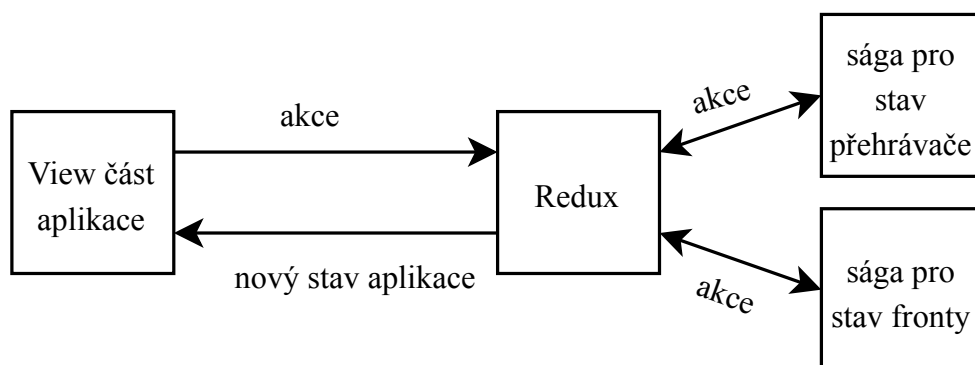 View část
aplikace
akce
nový stav aplikace
Redux
akce
akce
sága pro
stav
přehrávače
sága pro
stav fronty